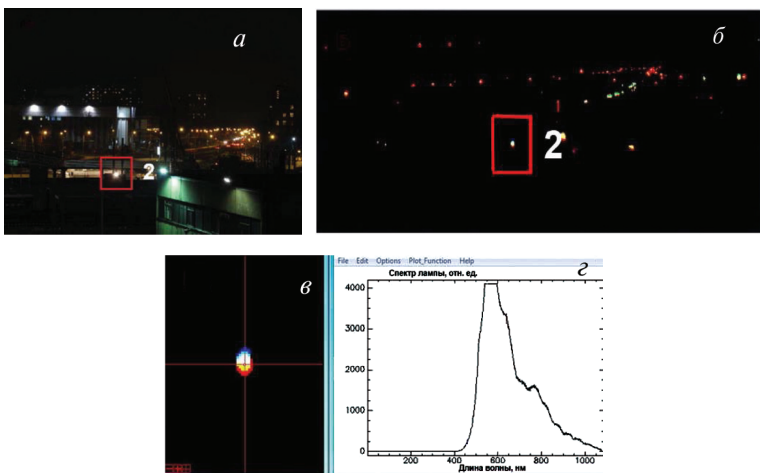 а
2
б
2
в
File Edit Options Plot_Function Help
Спектр лампы, отн. ед.
г
4000
3000
2000
1000
0
200 400 600 800 1000
Длина волны, нм